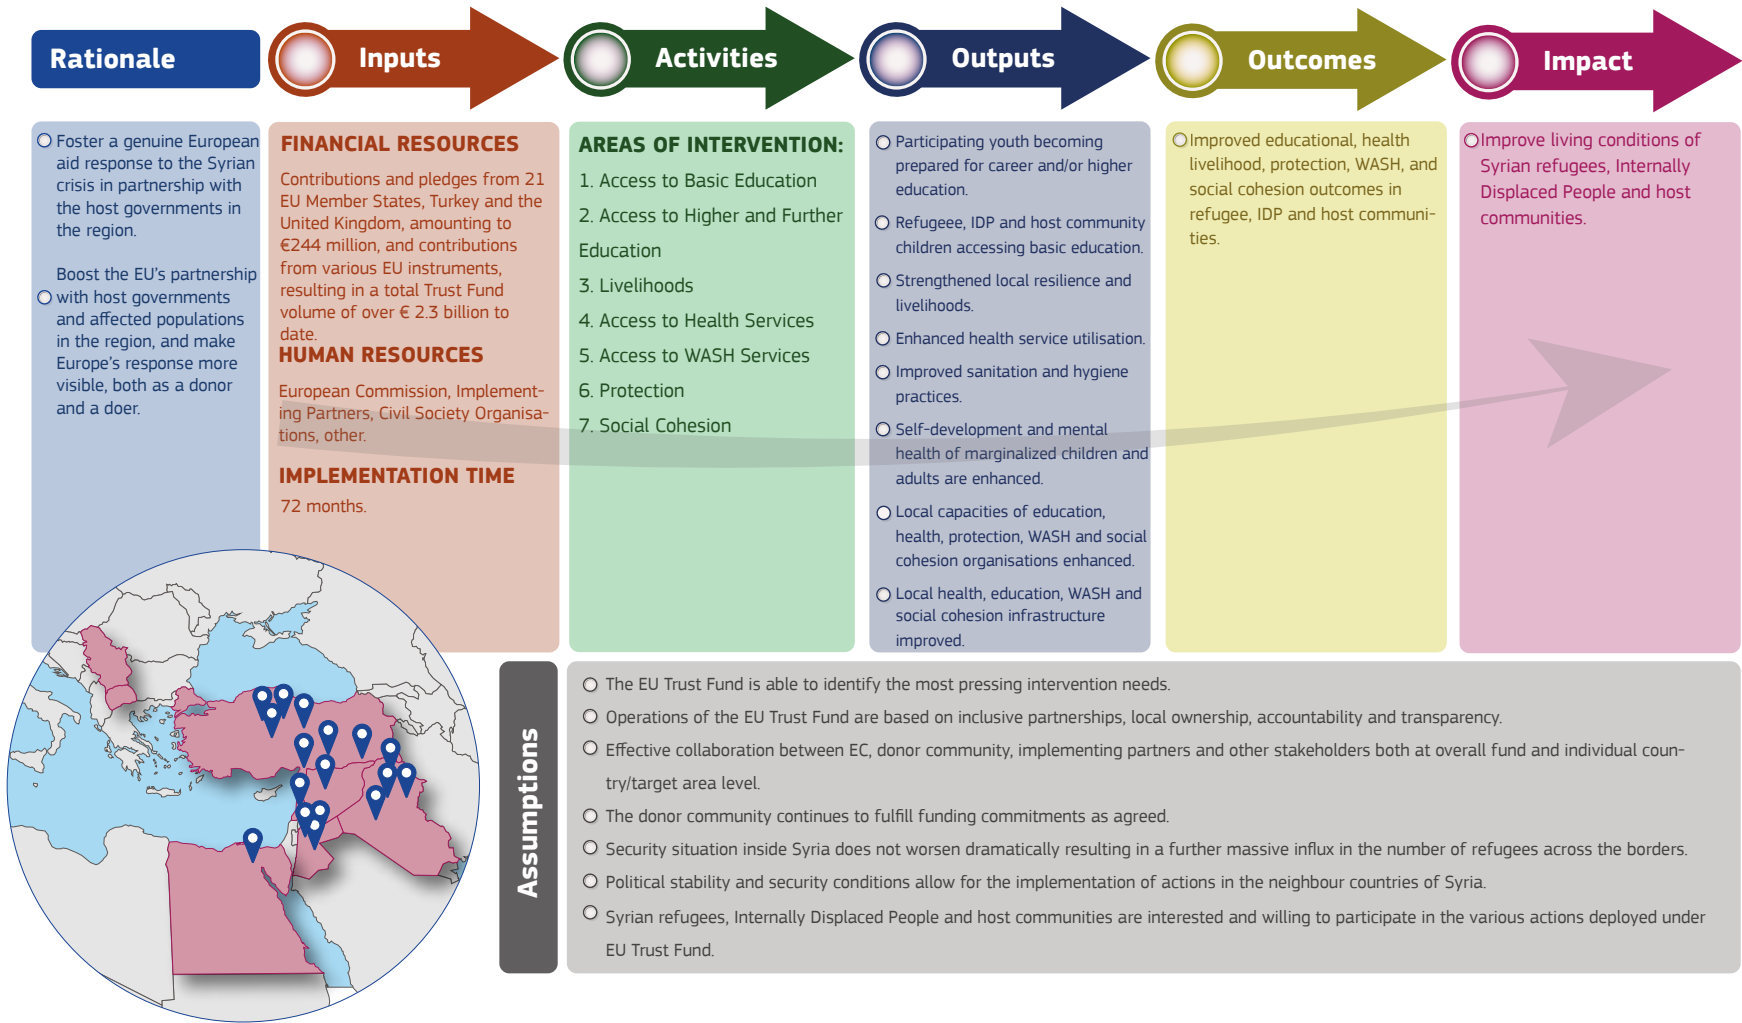 Rationale
Foster a genuine European
aid response to the Syrian
crisis in partnership with
the host governments in
the region.
Boost the EU's partnership
with host governments
and affected populations
in the region, and make
Europe's response more
visible, both as a donor
and a doer.
Inputs
FINANCIAL RESOURCES
Contributions and pledges from 21
EU Member States, Turkey and the
United Kingdom, amounting to
€244 million, and contributions
from various EU instruments,
resulting in a total Trust Fund
volume of over € 2.3 billion to
date.
HUMAN RESOURCES
European Commission, Implement-
ing Partners, Civil Society Organisa-
tions, other.
IMPLEMENTATION TIME
72 months.
Activities
AREAS OF INTERVENTION:
1. Access to Basic Education
2. Access to Higher and Further
Education
3. Livelihoods
4. Access to Health Services
5. Access to WASH Services
6. Protection
7. Social Cohesion
Outputs
Participating youth becoming
prepared for career and/or higher
education.
Refugeee, IDP and host community
children accessing basic education.
Strengthened local resilience and
livelihoods.
Enhanced health service utilisation.
Improved sanitation and hygiene
practices.
Self-development and mental
health of marginalized children and
adults are enhanced.
Local capacities of education,
health, protection, WASH and social
cohesion organisations enhanced.
Local health, education, WASH and
social cohesion infrastructure
improved.
Outcomes
Improved educational, health
livelihood, protection, WASH, and
social cohesion outcomes in
refugee, IDP and host communi-
ties.
Impact
Improve living conditions of
Syrian refugees, Internally
Displaced People and host
communities.
Assumptions
The EU Trust Fund is able to identify the most pressing intervention needs.
Operations of the EU Trust Fund are based on inclusive partnerships, local ownership, accountability and transparency.
Effective collaboration between EC, donor community, implementing partners and other stakeholders both at overall fund and individual coun-
try/target area level.
The donor community continues to fulfill funding commitments as agreed.
Security situation inside Syria does not worsen dramatically resulting in a further massive influx in the number of refugees across the borders.
Political stability and security conditions allow for the implementation of actions in the neighbour countries of Syria.
Syrian refugees, Internally Displaced People and host communities are interested and willing to participate in the various actions deployed under
EU Trust Fund.